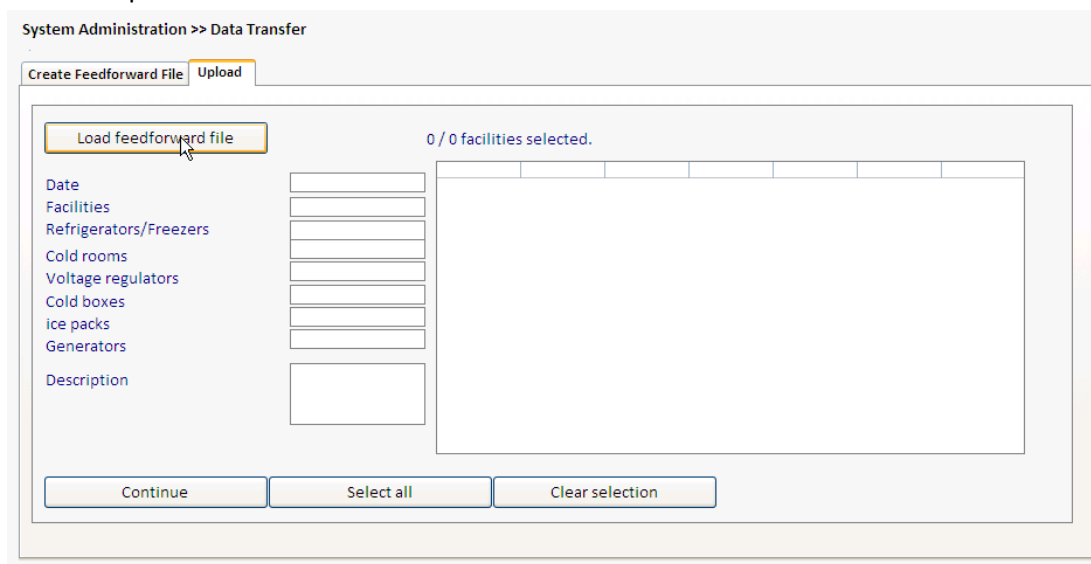 System Administration >> Data Transfer
Create Feedforward File Upload
Load feedforward file
0 / 0 facilities selected.
Date
Facilities
Refrigerators/Freezers
Cold rooms
Voltage regulators
Cold boxes
ice packs
Generators
Description
Continue Select all Clear selection